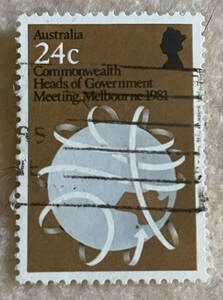 Australia
24c
Commonwealth
Heads of Government
Meeting, Melbourne 1981